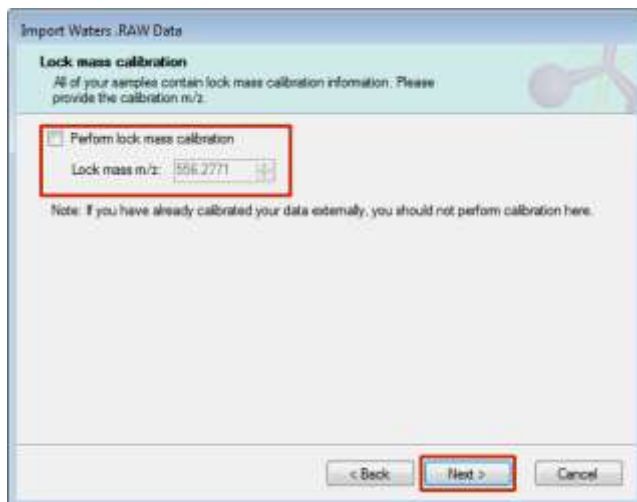 Import Waters .RAW Data
Lock mass calibration
All of your samples contain lock mass calibration information. Please
provide the calibration m/z.
Perform lock mass calibration
Lock mass m/z: 556.2771
Note: If you have already calibrated your data externally, you should not perform calibration here.
< Back Next > Cancel